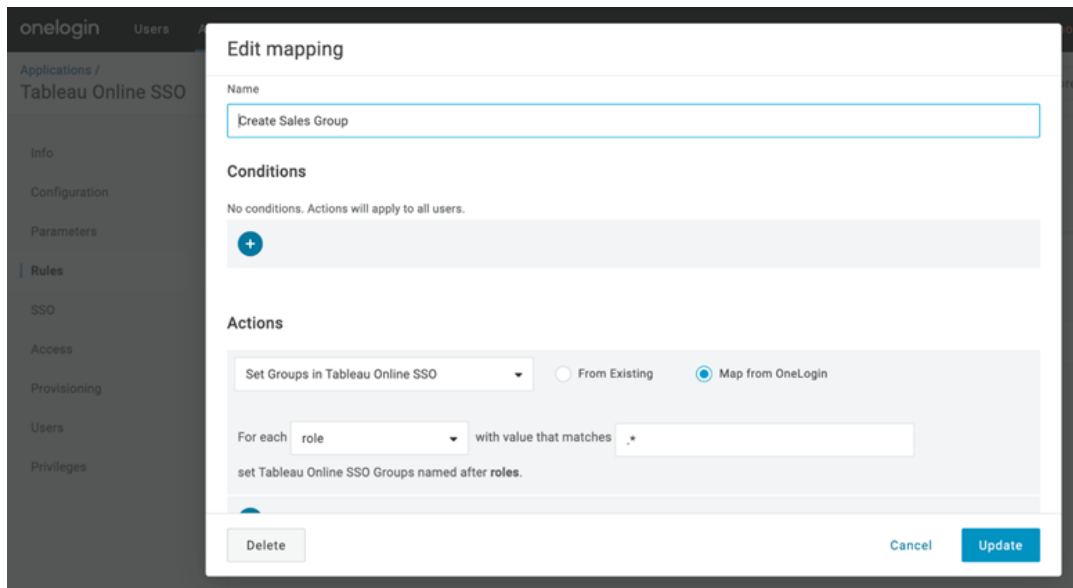 onelogin Users
Edit mapping
Applications /
Tableau Online SSO
Name
Create Sales Group
Info
Configuration
Parameters
Rules
SSO
Access
Provisioning
Users
Privileges
Conditions
No conditions. Actions will apply to all users.
+
Actions
Set Groups in Tableau Online SSO From Existing Map from OneLogin
For each role with value that matches .*
set Tableau Online SSO Groups named after roles.
Delete Cancel Update